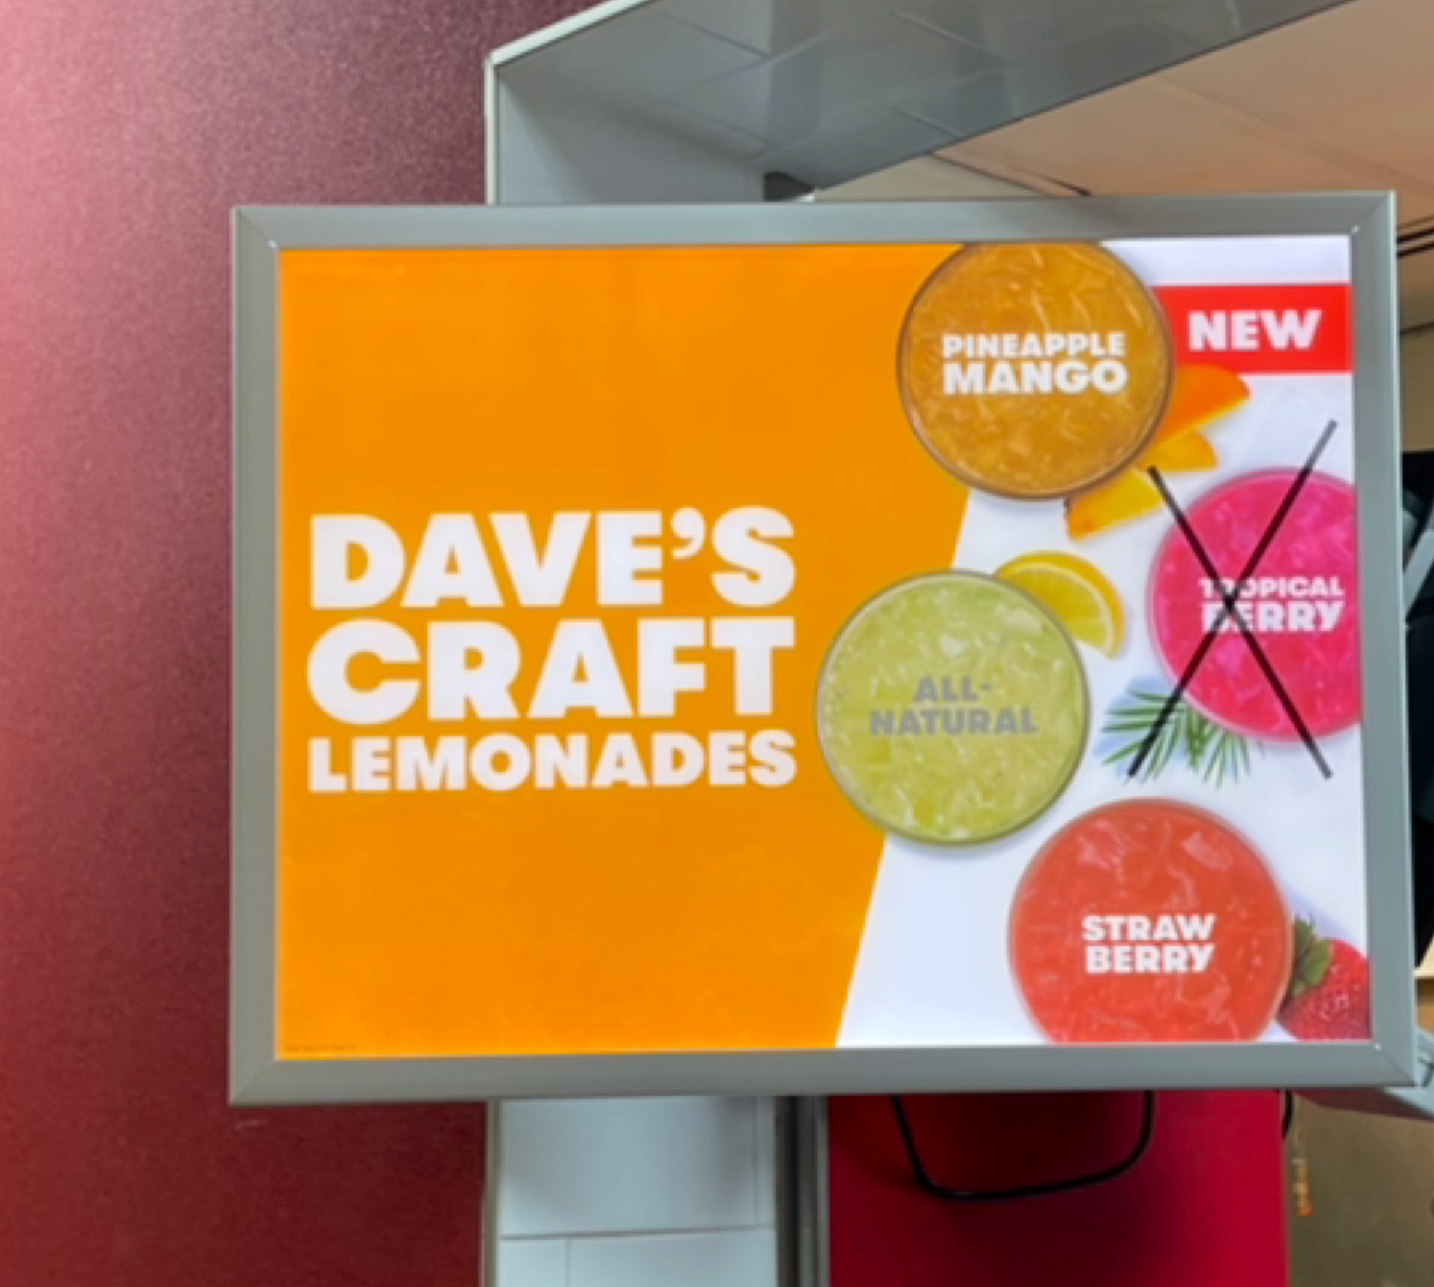 DAVE'S
CRAFT
LEMONADES
PINEAPPLE
MANGO
NEW
TROPICAL
BERRY
ALL-
NATURAL
STRAW
BERRY